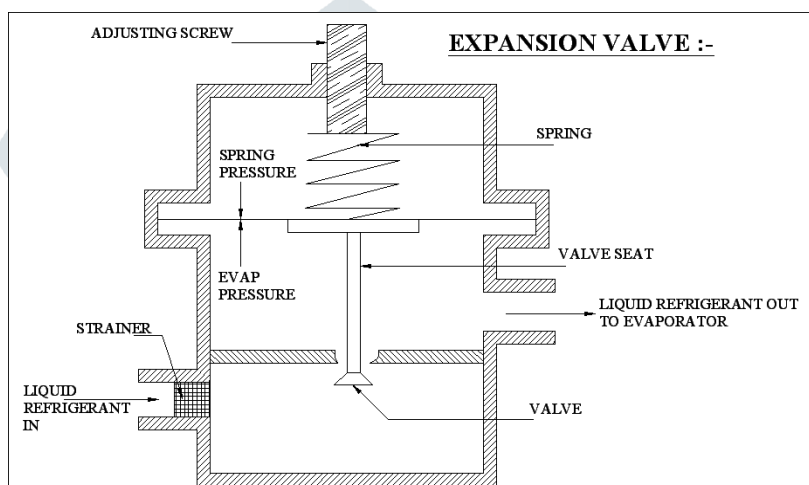 ADJUSTING SCREW
EXPANSION VALVE :-
SPRING
SPRING
PRESSURE
EVAP
PRESSURE
VALVE SEAT
LIQUID REFRIGERANT OUT
TO EVAPORATOR
STRAINER
LIQUID
REFRIGERANT
IN
VALVE